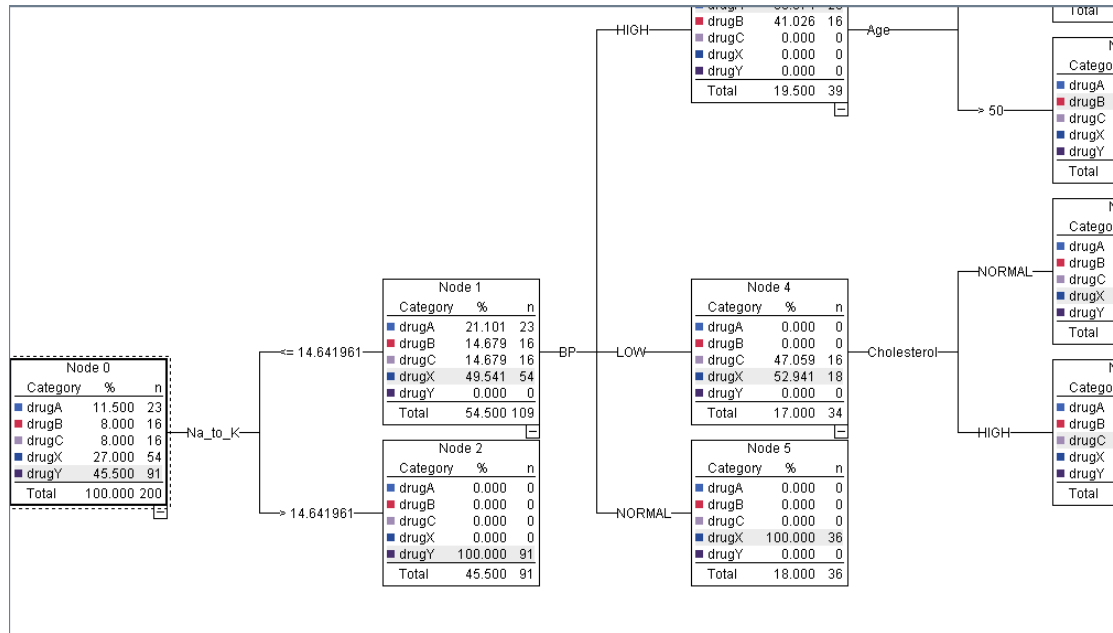 Node 0
Category % n
drugA 11.500 23
drugB 8.000 16
drugC 8.000 16
drugX 27.000 54
drugY 45.500 91
Total 100.000 200
Na_to_K
<= 14.641961
> 14.641961
Node 1
Category % n
drugA 21.101 23
drugB 14.679 16
drugC 14.679 16
drugX 49.541 54
drugY 0.000 0
Total 54.500 109
Node 2
Category % n
drugA 0.000 0
drugB 0.000 0
drugC 0.000 0
drugX 0.000 0
drugY 100.000 91
Total 45.500 91
BP
HIGH
LOW
NORMAL
drugB 41.026 16
drugC 0.000 0
drugX 0.000 0
drugY 0.000 0
Total 19.500 39
Node 4
Category % n
drugA 0.000 0
drugB 0.000 0
drugC 47.059 16
drugX 52.941 18
drugY 0.000 0
Total 17.000 34
Node 5
Category % n
drugA 0.000 0
drugB 0.000 0
drugC 0.000 0
drugX 100.000 36
drugY 0.000 0
Total 18.000 36
Age
> 50
Cholesterol
NORMAL
HIGH
Total
N
Catego
drugA
drugB
drugC
drugX
drugY
Total
N
Catego
drugA
drugB
drugC
drugX
drugY
Total
N
Catego
drugA
drugB
drugC
drugX
drugY
Total